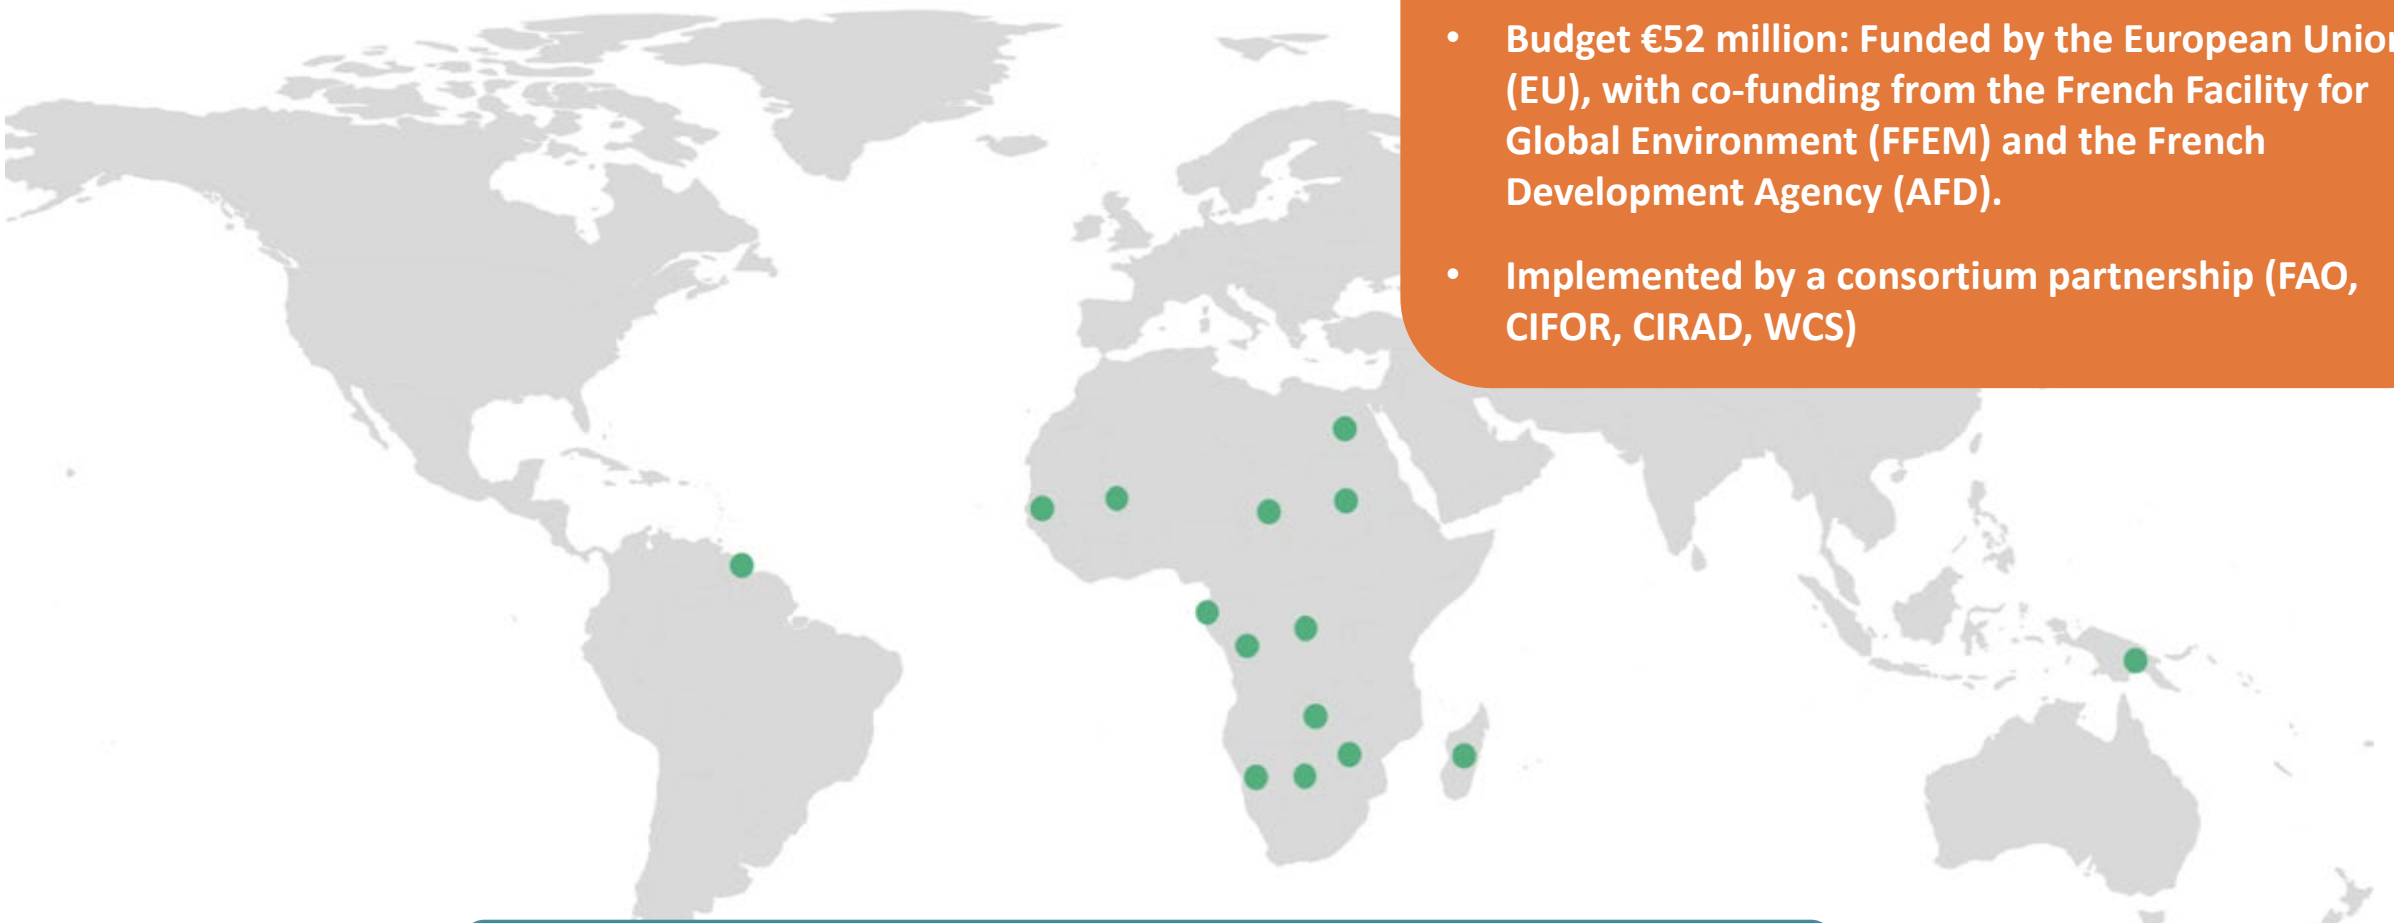 • Budget €52 million: Funded by the European Union
(EU), with co-funding from the French Facility for
Global Environment (FFEM) and the French
Development Agency (AFD).
• Implemented by a consortium partnership (FAO,
CIFOR, CIRAD, WCS)